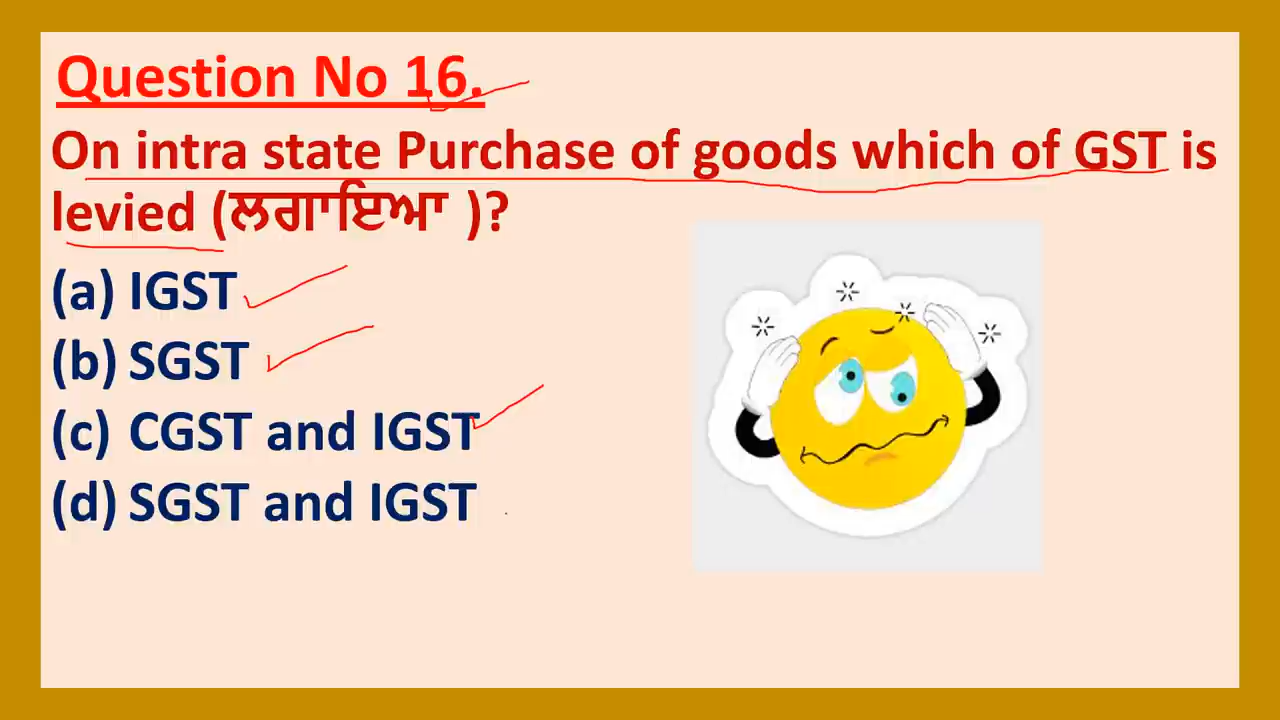 Question No 16.
On intra state Purchase of goods which of GST is
levied (ਲਗਾਇਆ )?
(a) IGST
(b) SGST
(c) CGST and IGST
(d) SGST and IGST